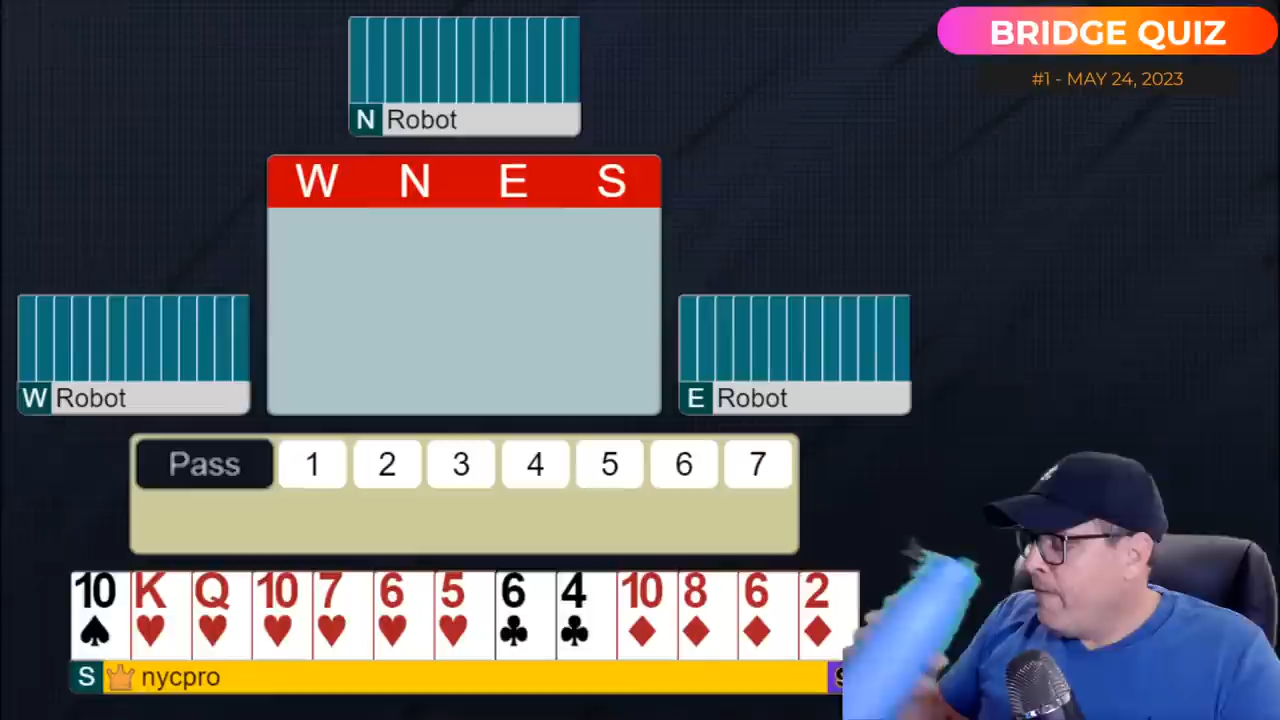 BRIDGE QUIZ
#1 - MAY 24, 2023
N Robot
W N E S
W Robot
E Robot
Pass 1 2 3 4 5 6 7
10 K Q 10 7 6 5 6 4 10 8 6 2
S nycpro